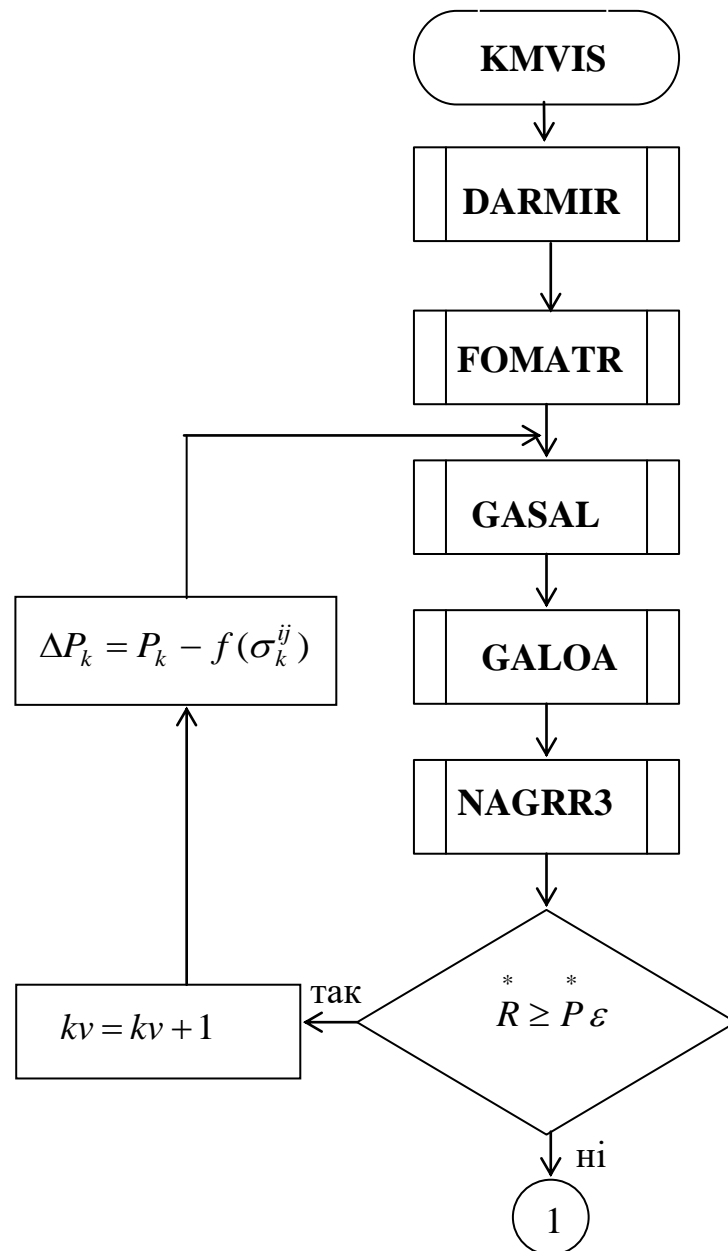 KMVIS
DARMIR
FOMATR
GASAL
ΔP_k = P_k − f(σ_k^{ij})
GALOA
NAGRR3
так
kv = kv + 1
R^* ≥ P^* ε
ні
1